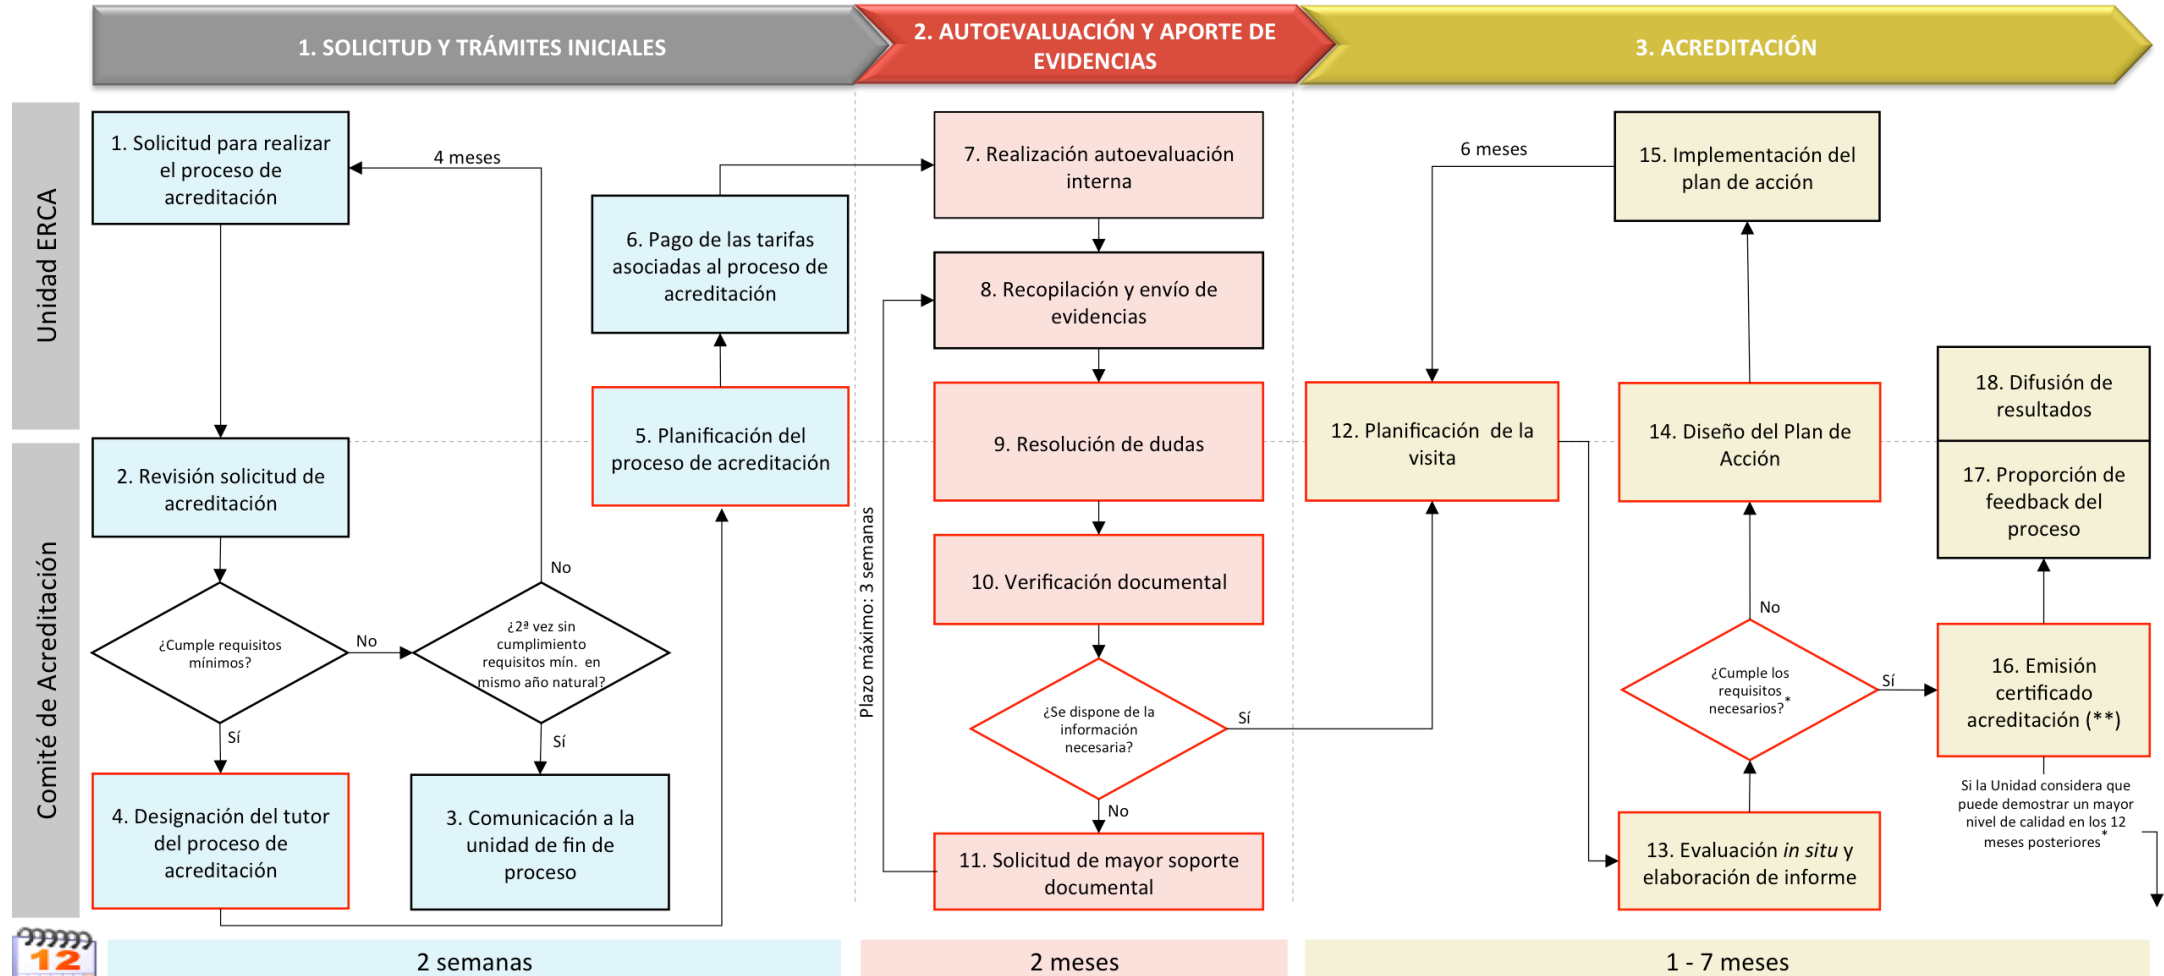 1. SOLICITUD Y TRÁMITES INICIALES
2. AUTOEVALUACIÓN Y APORTE DE
EVIDENCIAS
3. ACREDITACIÓN
Unidad ERCA
Comité de Acreditación
1. Solicitud para realizar
el proceso de
acreditación
4 meses
2. Revisión solicitud de
acreditación
¿Cumple requisitos
mínimos?
No
Sí
¿2ª vez sin
cumplimiento
requisitos mín. en
mismo año natural?
No
Sí
3. Comunicación a la
unidad de fin de
proceso
4. Designación del tutor
del proceso de
acreditación
5. Planificación del
proceso de acreditación
6. Pago de las tarifas
asociadas al proceso de
acreditación
7. Realización autoevaluación
interna
8. Recopilación y envío de
evidencias
9. Resolución de dudas
10. Verificación documental
¿Se dispone de la
información
necesaria?
Sí
No
11. Solicitud de mayor soporte
documental
Plazo máximo: 3 semanas
12. Planificación de la
visita
13. Evaluación in situ y
elaboración de informe
¿Cumple los
requisitos
necesarios?*
No
Sí
14. Diseño del Plan de
Acción
15. Implementación del
plan de acción
6 meses
16. Emisión
certificado
acreditación (**)
17. Proporción de
feedback del
proceso
18. Difusión de
resultados
Si la Unidad considera que
puede demostrar un mayor
nivel de calidad en los 12
meses posteriores*
12
2 semanas
2 meses
1 - 7 meses